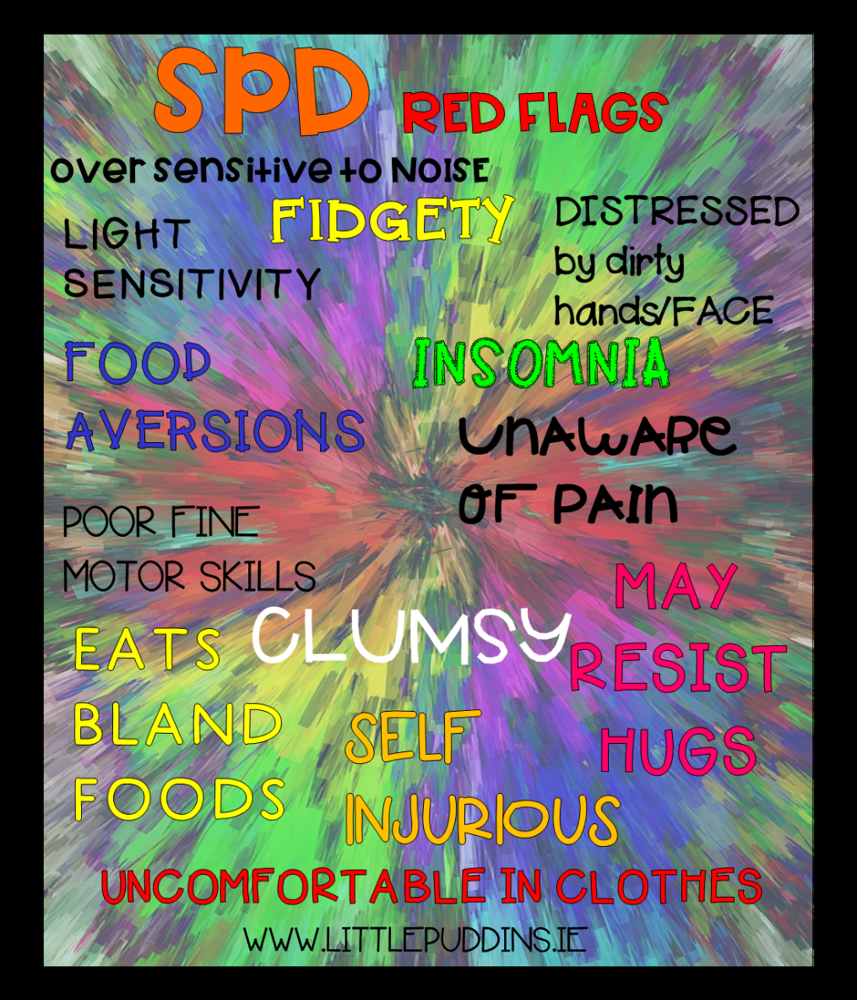 SPD RED FLAGS
over sensitive to NOISE
FIDGETY
LIGHT
SENSITIVITY
DISTRESSED
by dirty
hands/FACE
FOOD
AVERSIONS
INSOMNIA
UnAWARe
OF PAIn
POOR FINE
MOTOR SKILLS
CLUMSY
MAY
RESIST
HUGS
EATS
BLAND
FOODS
SELF
INJURIOUS
UNCOMFORTABLE IN CLOTHES
WWW.LITTLEPUDDINS.IE